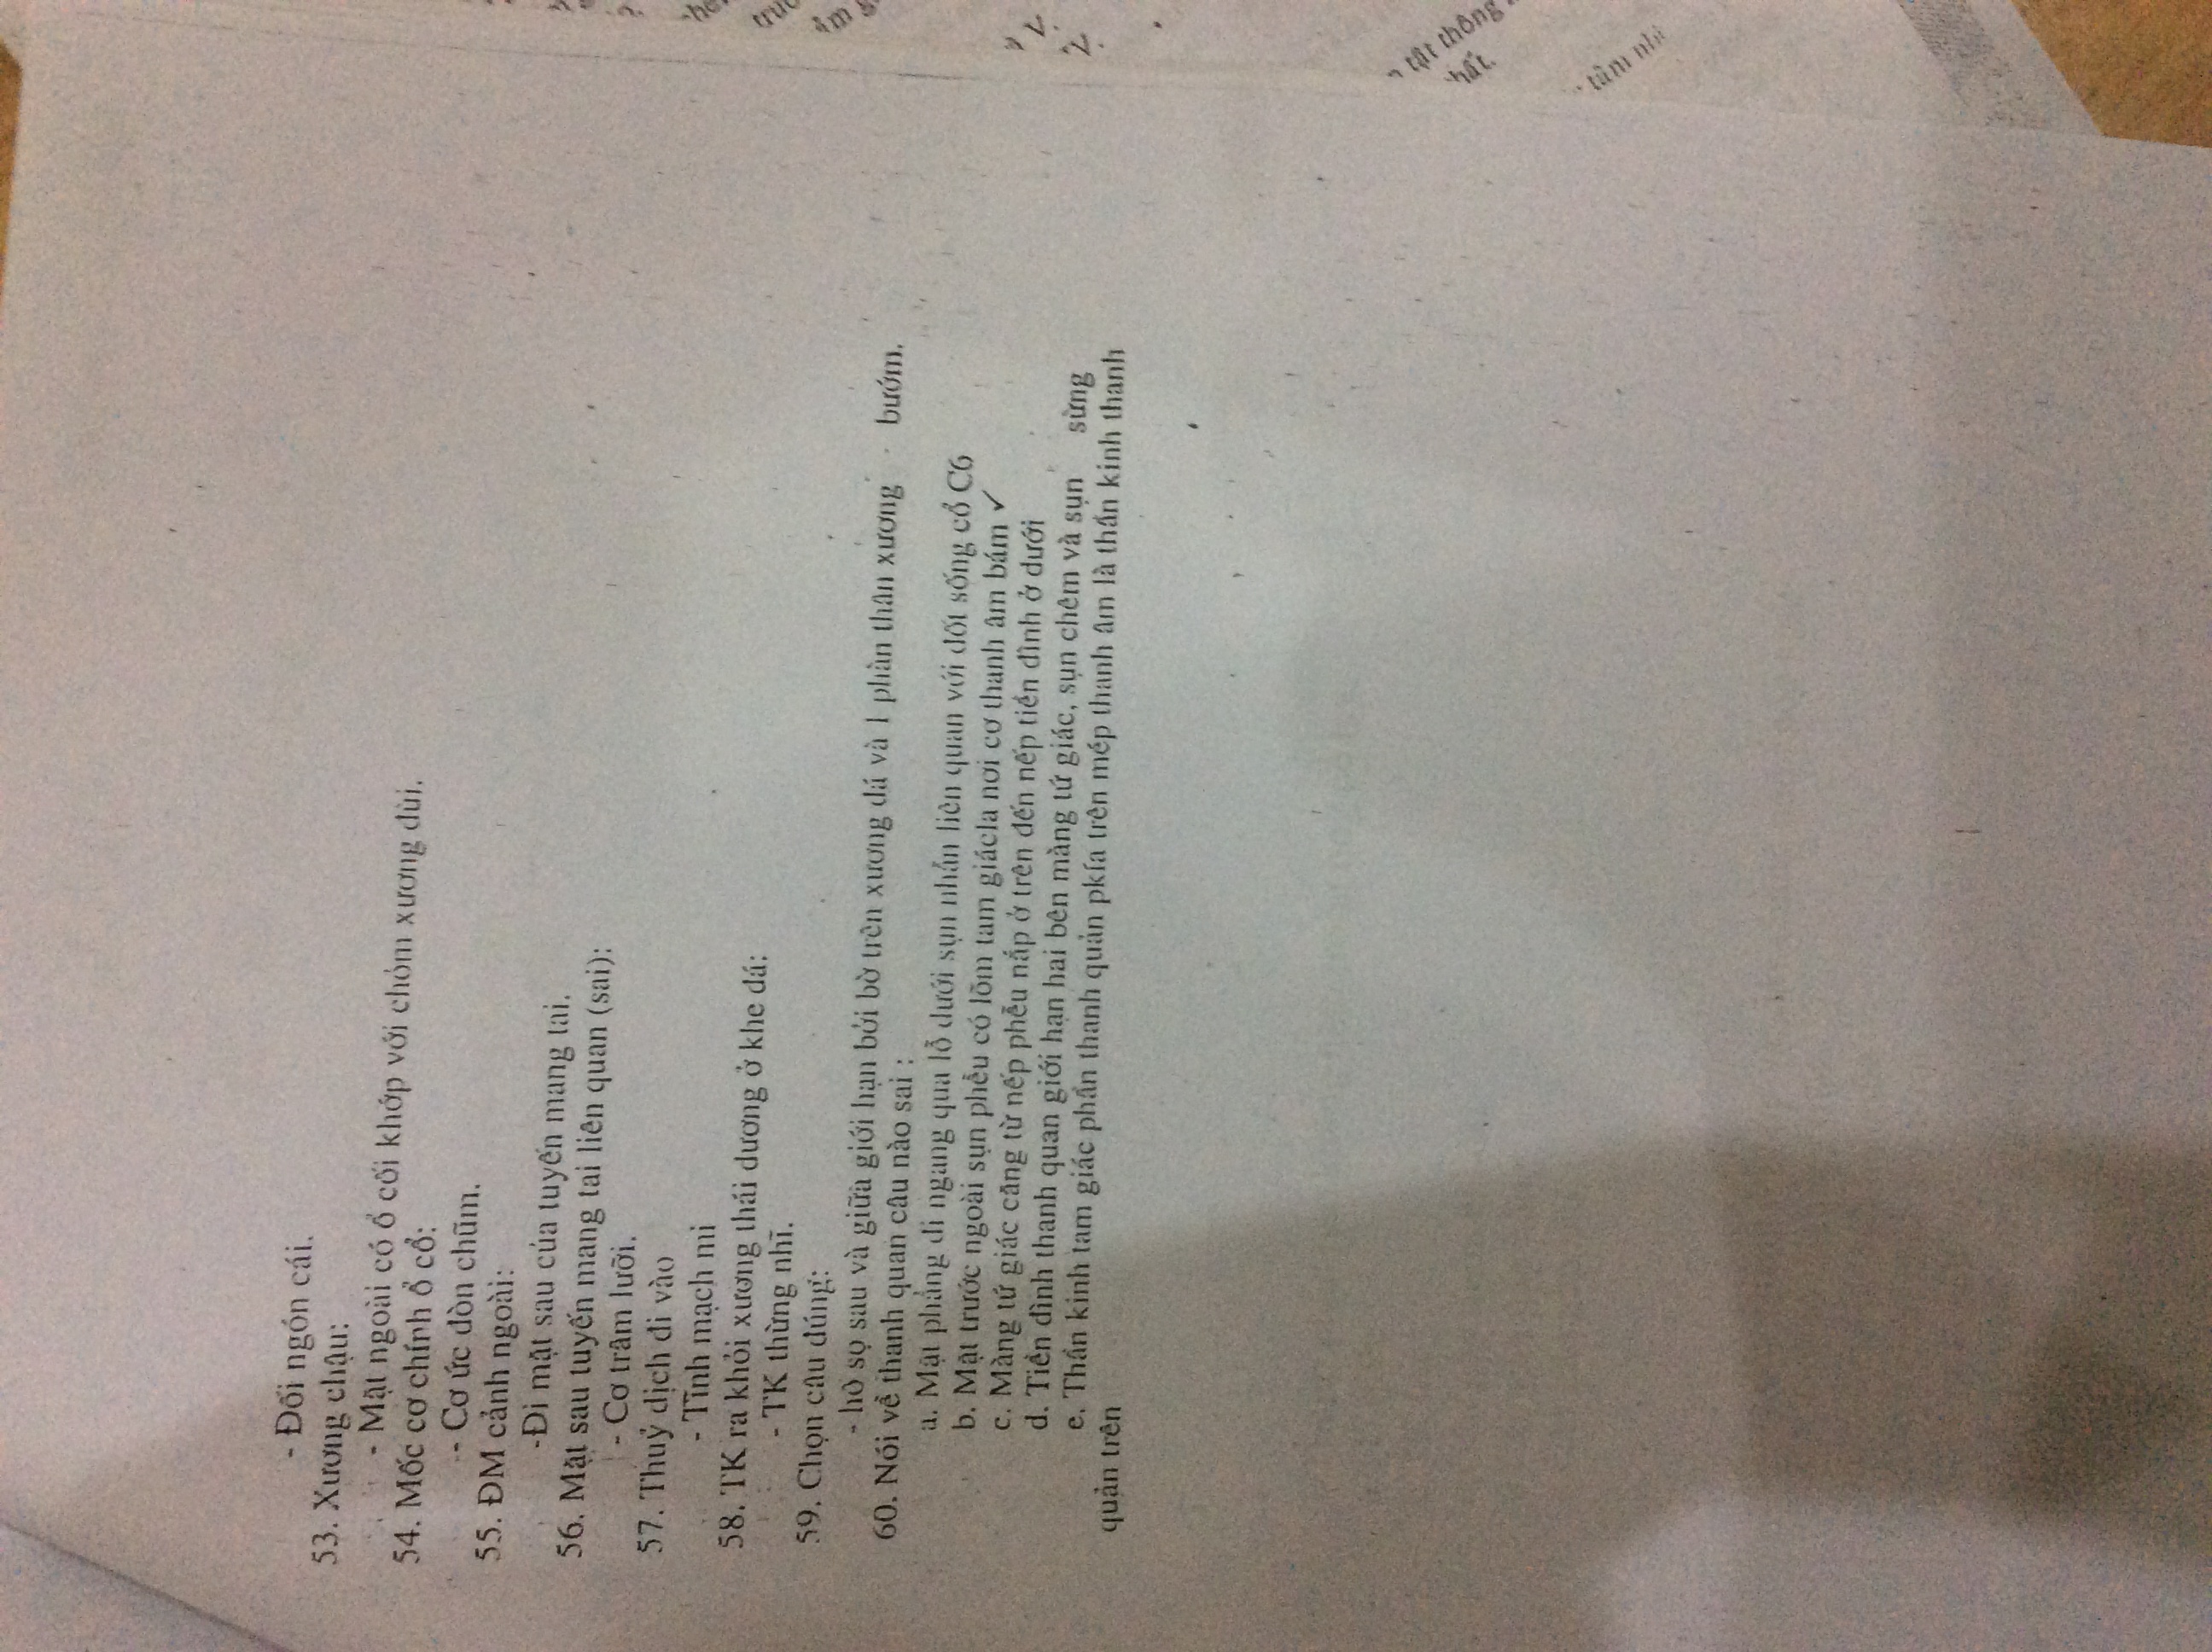 - Đối ngón cái.
53. Xương chậu:
- Mặt ngoài có ổ cối khớp với chỏm xương đùi.
54. Mốc cơ chính ổ cổ:
- Cơ ức đòn chũm.
55. ĐM cảnh ngoài:
-Đi mặt sau của tuyến mang tai.
56. Mặt sau tuyến mang tai liên quan (sai):
- Cơ trâm lưỡi.
57. Thuỷ dịch đi vào
- Tĩnh mạch mi
58. TK ra khỏi xương thái dương ở khe đá:
- TK thừng nhĩ.
59. Chọn câu đúng:
- hố sọ sau và giữa giới hạn bởi bờ trên xương đá và 1 phần thân xương bướm.
60. Nói về thanh quan câu nào sai :
a. Mặt phẳng đi ngang qua lỗ dưới sụn nhẫn liên quan với đốt sống cổ C6
b. Mặt trước ngoài sụn phễu có lõm tam giácla nơi cơ thanh âm bám ✓
c. Màng tứ giác căng từ nếp phễu nắp ở trên đến nếp tiền đình ở dưới
d. Tiền đình thanh quan giới hạn hai bên màng tứ giác, sụn chêm và sụn sừng
e. Thần kinh tam giác phần thanh quản pkía trên mép thanh âm là thần kinh thanh
quản trên
tật thông
chất.
tâm nhĩ